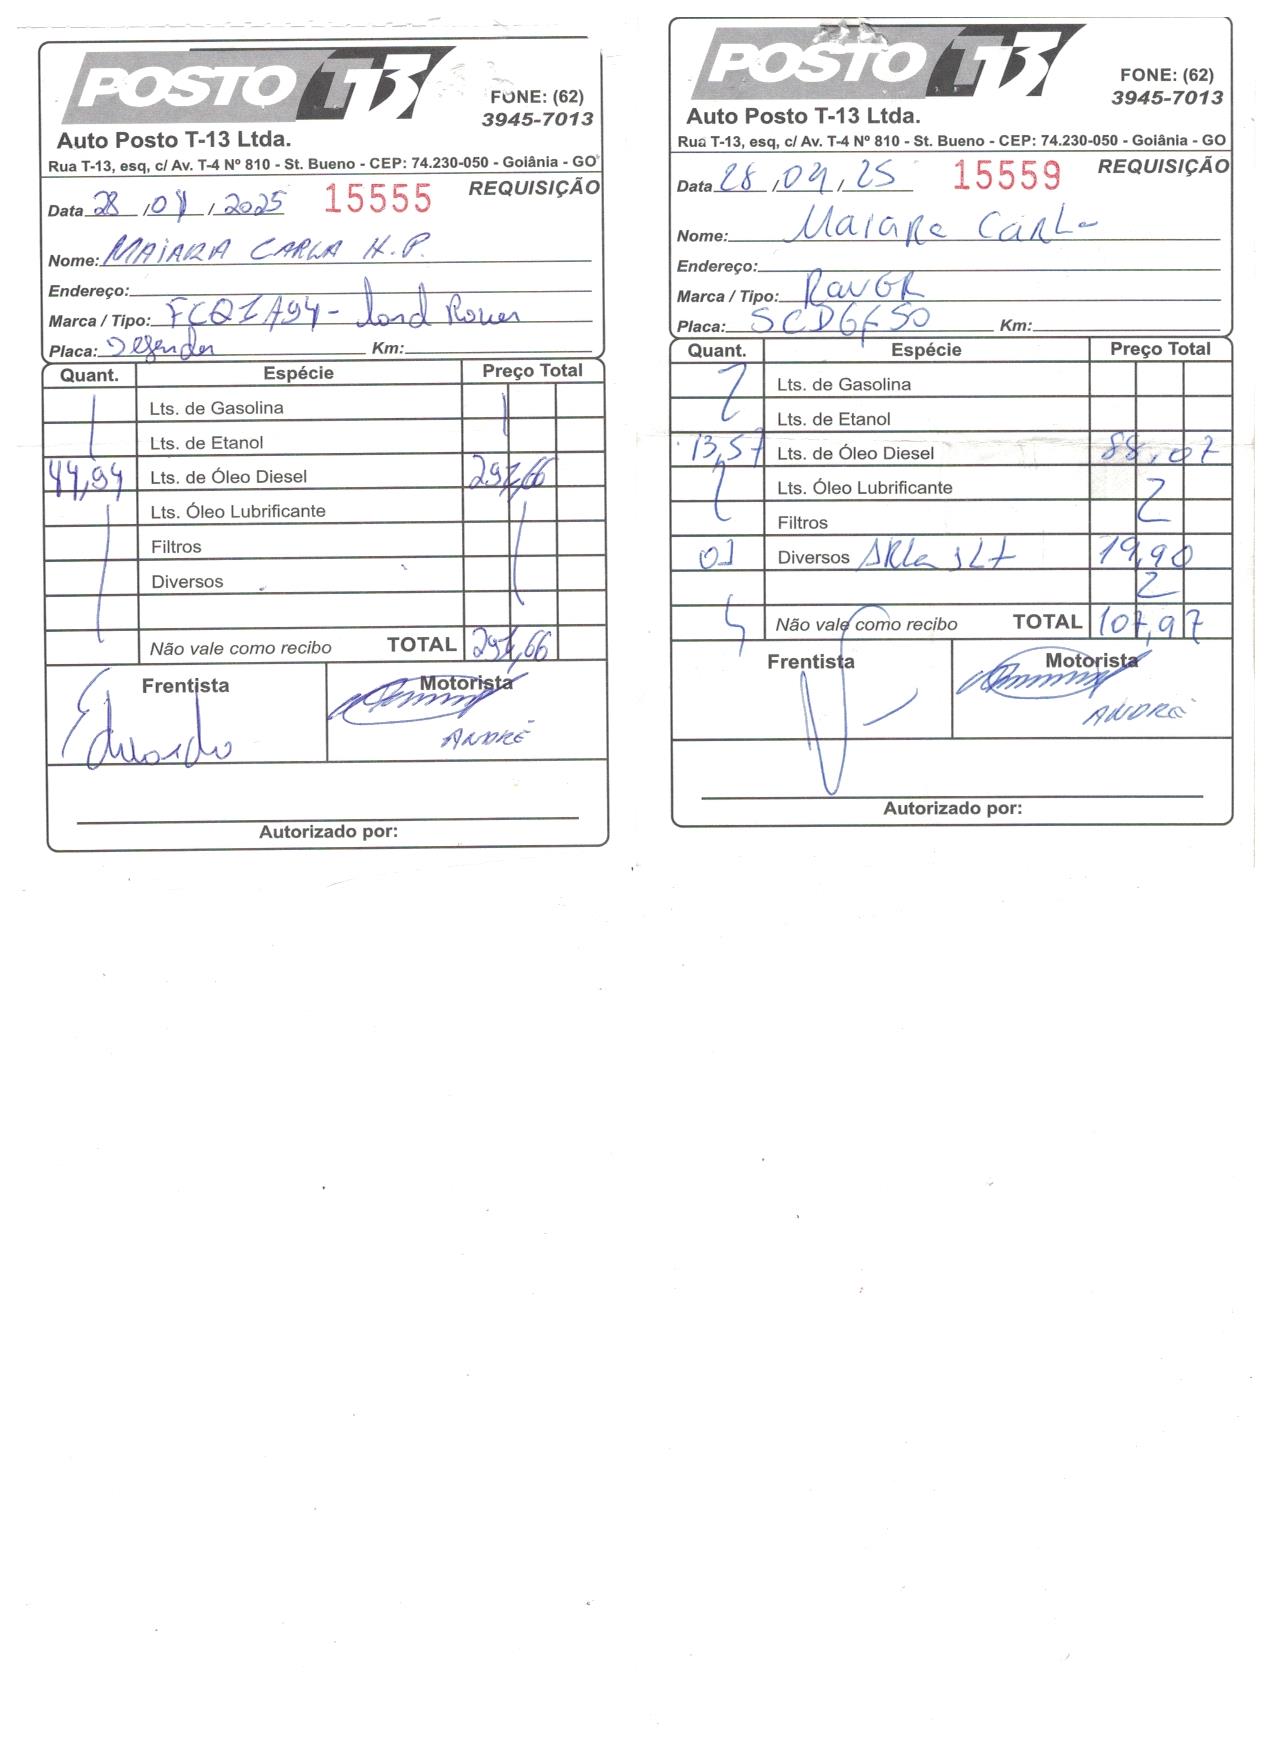 POSTO T13
FONE: (62)
3945-7013
Auto Posto T-13 Ltda.
Rua T-13, esq, c/ Av. T-4 Nº 810 - St. Bueno - CEP: 74.230-050 - Goiânia - GO
REQUISIÇÃO
Data 28 / / 2025 15555
Nome: MAIARA CARLA H.P.
Endereço:
Marca / Tipo: FCQ1A94 - Land Rover
Placa: Defender Km:
Quant. Espécie Preço Total
Lts. de Gasolina
Lts. de Etanol
44,94 Lts. de Óleo Diesel 291,66
Lts. Óleo Lubrificante
Filtros
Diversos
Não vale como recibo TOTAL 291,66
Frentista Motorista
Eduardo ANDRÉ
Autorizado por:
POSTO T13
FONE: (62)
3945-7013
Auto Posto T-13 Ltda.
Rua T-13, esq, c/ Av. T-4 Nº 810 - St. Bueno - CEP: 74.230-050 - Goiânia - GO
REQUISIÇÃO
Data 28 / / 25 15559
Nome: Maiara Carla
Endereço:
Marca / Tipo:
Placa: Km:
Quant. Espécie Preço Total
Lts. de Gasolina
Lts. de Etanol
13,57 Lts. de Óleo Diesel 88,07
Lts. Óleo Lubrificante
Filtros
01 Diversos ARla 1Lt 19,90
Não vale como recibo TOTAL 107,97
Frentista Motorista
ANDRÉ
Autorizado por: